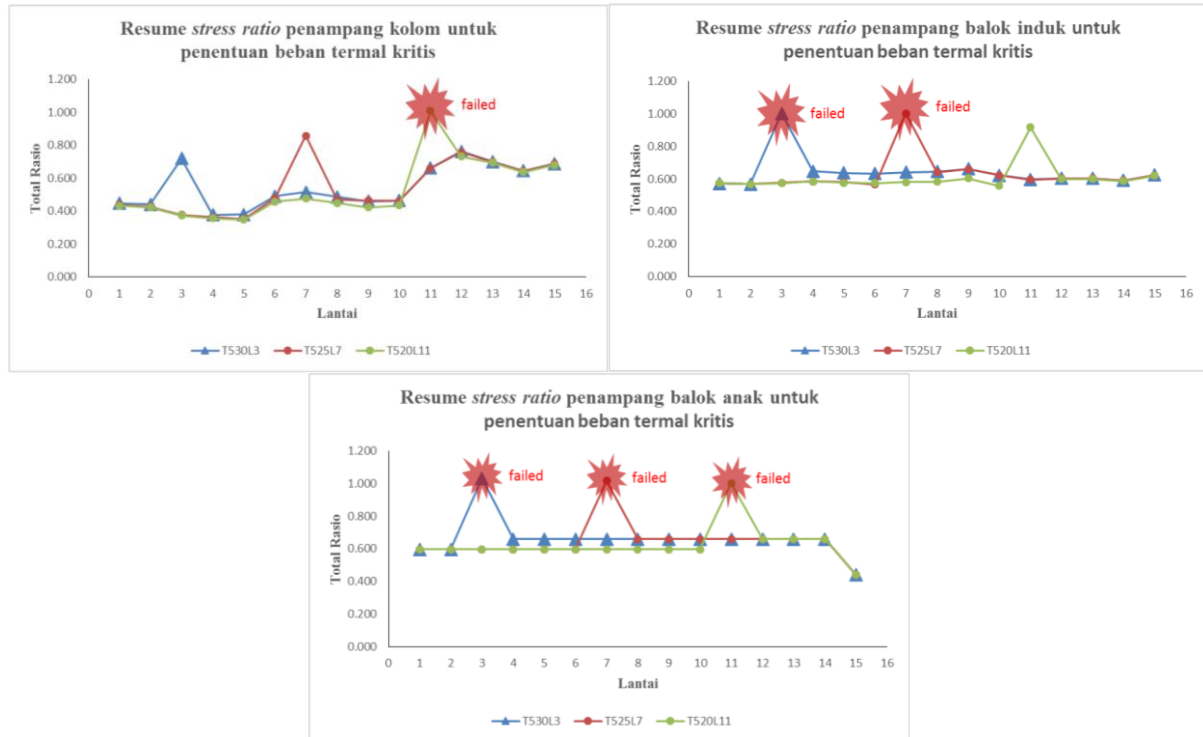 Resume stress ratio penampang kolom untuk
penentuan beban termal kritis
1.200
1.000
0.800
0.600
0.400
0.200
0.000
Total Rasio
failed
0 1 2 3 4 5 6 7 8 9 10 11 12 13 14 15 16
Lantai
T530L3 T525L7 T520L11
Resume stress ratio penampang balok induk untuk
penentuan beban termal kritis
1.200
1.000
0.800
0.600
0.400
0.200
0.000
Total Rasio
failed
failed
0 1 2 3 4 5 6 7 8 9 10 11 12 13 14 15 16
Lantai
T530L3 T525L7 T520L11
Resume stress ratio penampang balok anak untuk
penentuan beban termal kritis
1.200
1.000
0.800
0.600
0.400
0.200
0.000
Total Rasio
failed
failed
failed
0 1 2 3 4 5 6 7 8 9 10 11 12 13 14 15 16
Lantai
T530L3 T525L7 T520L11